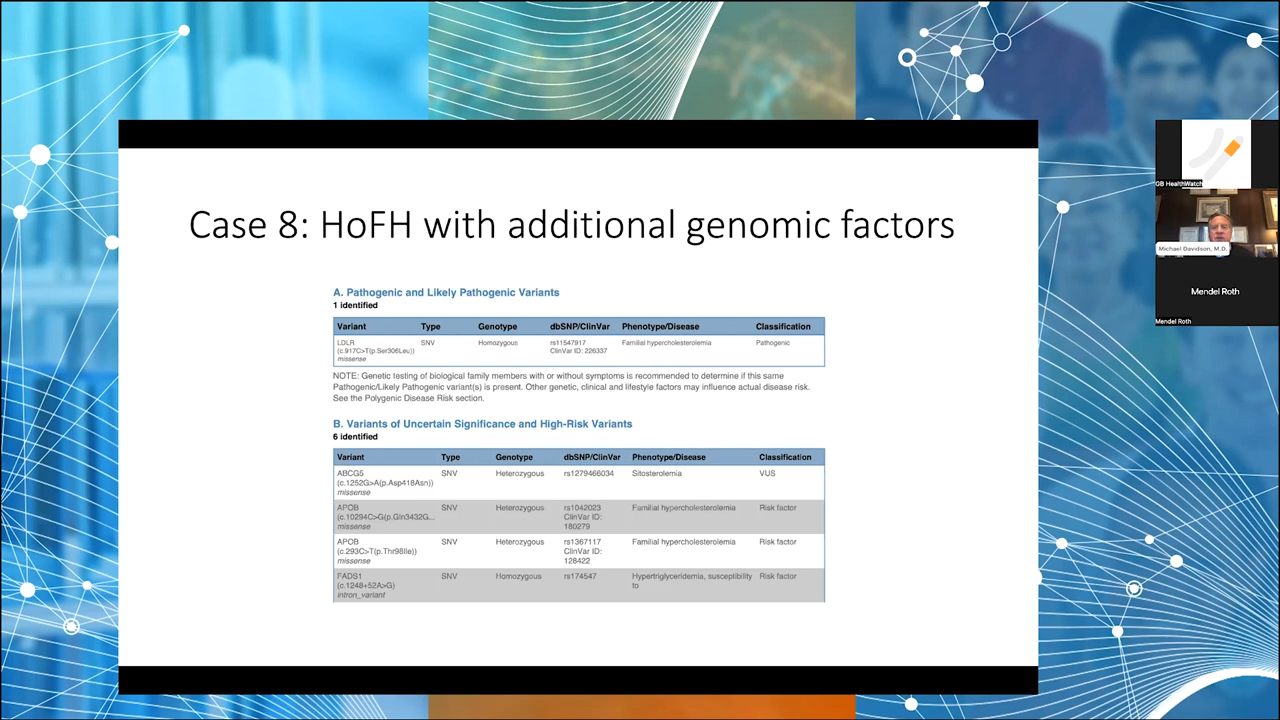 Case 8: HoFH with additional genomic factors
A. Pathogenic and Likely Pathogenic Variants
1 identified
Variant Type Genotype dbSNP/ClinVar Phenotype/Disease Classification
LDLR SNV Homozygous rs11547917 Familial hypercholesterolemia Pathogenic
(c.917C>T(p.Ser306Leu)) ClinVar ID: 226337
missense
NOTE: Genetic testing of biological family members with or without symptoms is recommended to determine if this same
Pathogenic/Likely Pathogenic variant(s) is present. Other genetic, clinical and lifestyle factors may influence actual disease risk.
See the Polygenic Disease Risk section.
B. Variants of Uncertain Significance and High-Risk Variants
6 identified
Variant Type Genotype dbSNP/ClinVar Phenotype/Disease Classification
ABCG5 SNV Heterozygous rs1279466034 Sitosterolemia VUS
(c.1252G>A(p.Asp418Asn))
missense
APOB SNV Heterozygous rs1042023 Familial hypercholesterolemia Risk factor
(c.10294C>G(p.Gln3432G... ClinVar ID:
missense 180279
APOB SNV Heterozygous rs1367117 Familial hypercholesterolemia Risk factor
(c.293C>T(p.Thr98Ile)) ClinVar ID:
missense 128422
FADS1 SNV Homozygous rs174547 Hypertriglyceridemia, susceptibility Risk factor
(c.1248+52A>G) to
intron_variant
GB HealthWatch
Michael Davidson, M.D.
Mendel Roth
Mendel Roth